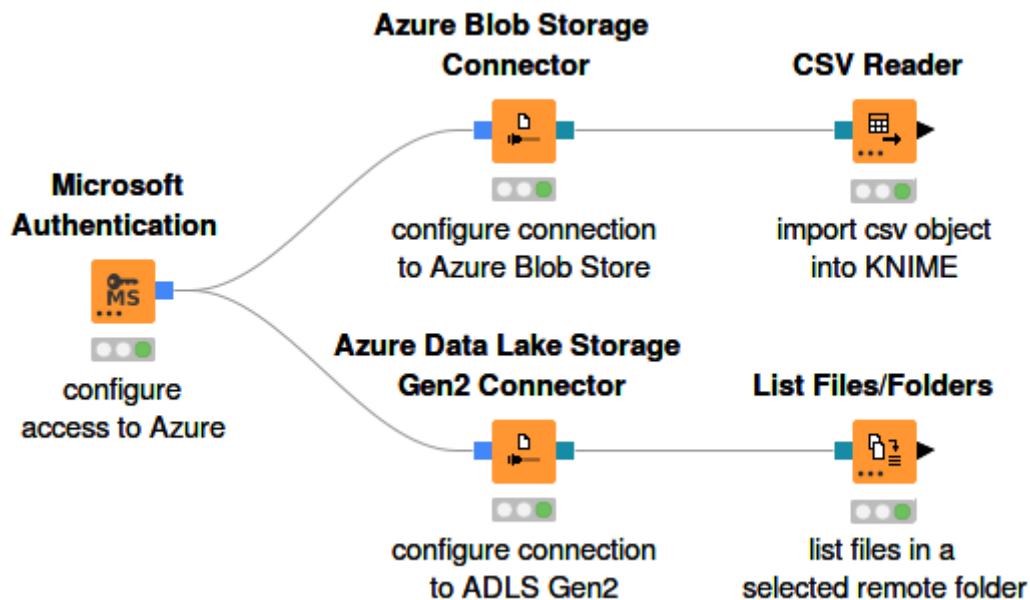 Azure Blob Storage
Connector
CSV Reader
configure connection
to Azure Blob Store
import csv object
into KNIME
Microsoft
Authentication
MS
configure
access to Azure
Azure Data Lake Storage
Gen2 Connector
List Files/Folders
configure connection
to ADLS Gen2
list files in a
selected remote folder